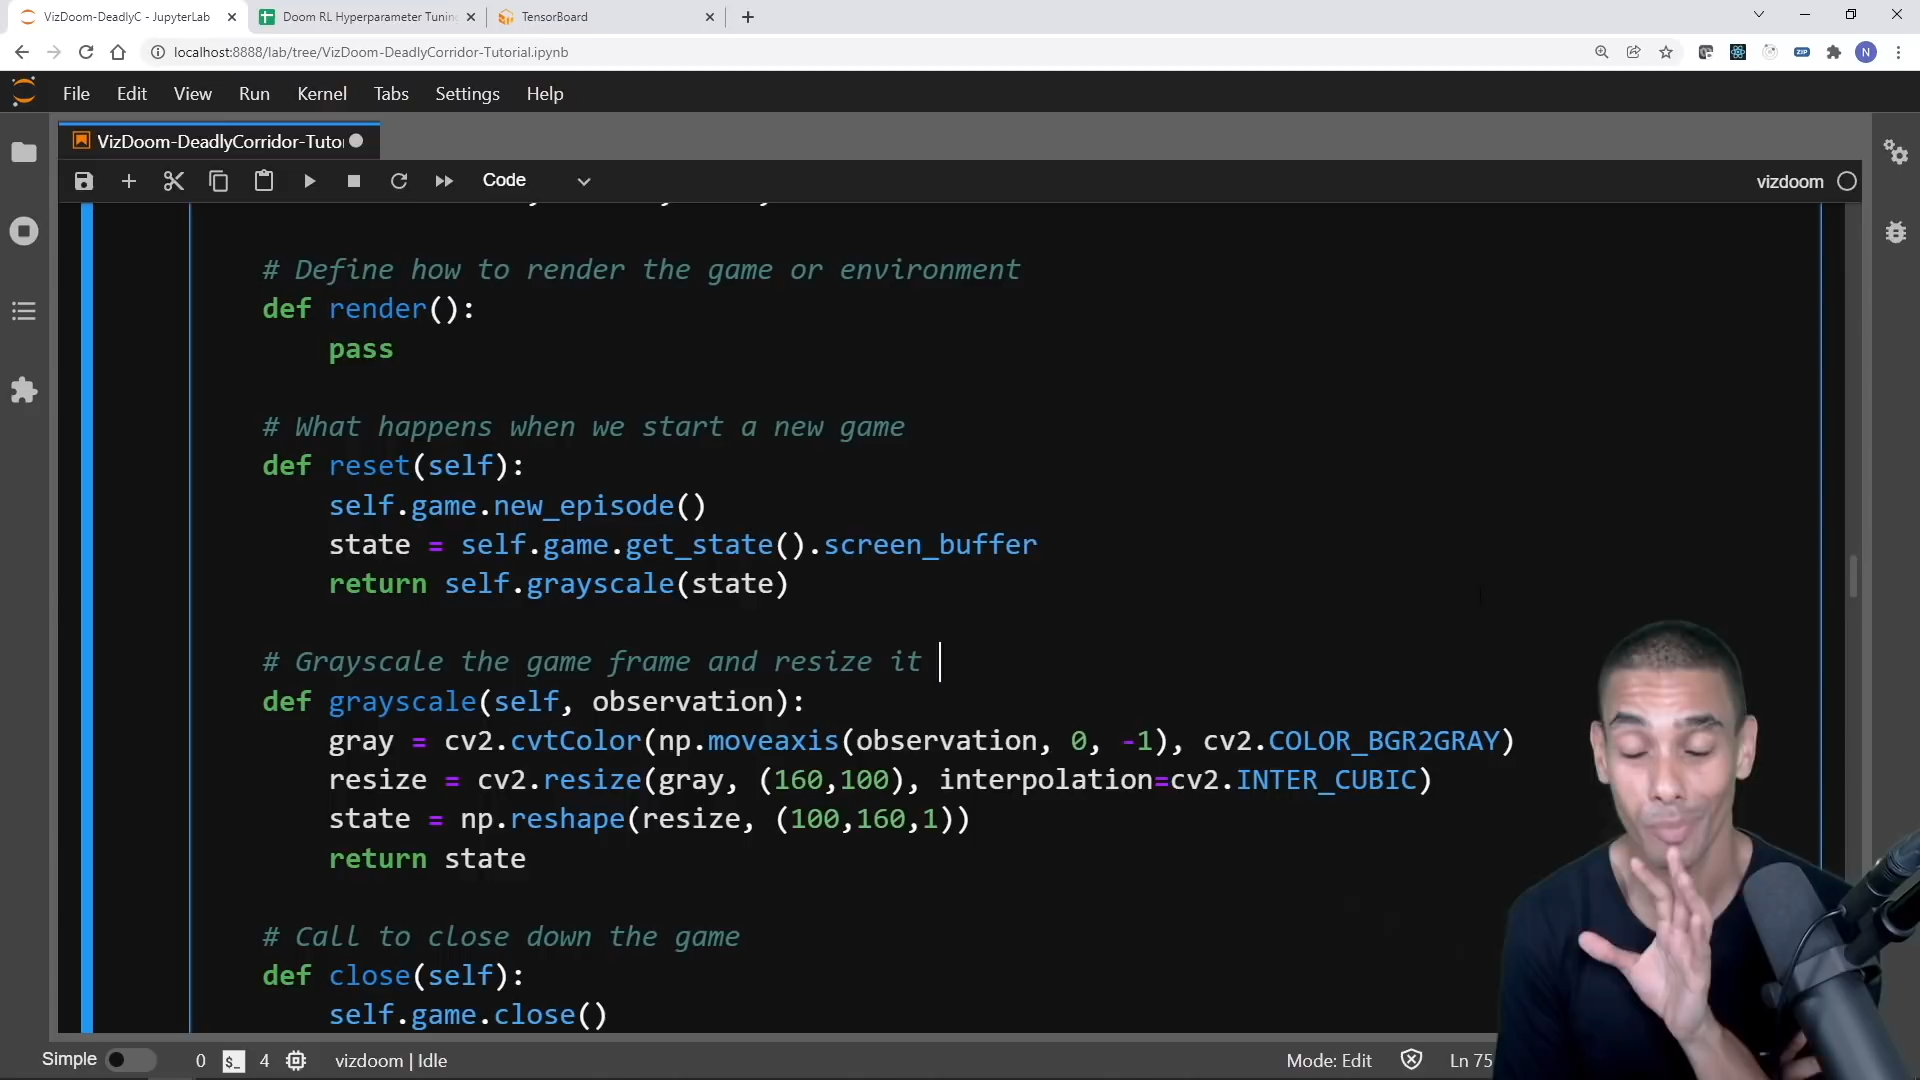 VizDoom-DeadlyC - JupyterLab
Doom RL Hyperparameter Tunin
TensorBoard
localhost:8888/lab/tree/VizDoom-DeadlyCorridor-Tutorial.ipynb
ZIP
N
File Edit View Run Kernel Tabs Settings Help
VizDoom-DeadlyCorridor-Tutor
Code
vizdoom
# Define how to render the game or environment
def render():
pass
# What happens when we start a new game
def reset(self):
self.game.new_episode()
state = self.game.get_state().screen_buffer
return self.grayscale(state)
# Grayscale the game frame and resize it
def grayscale(self, observation):
gray = cv2.cvtColor(np.moveaxis(observation, 0, -1), cv2.COLOR_BGR2GRAY)
resize = cv2.resize(gray, (160,100), interpolation=cv2.INTER_CUBIC)
state = np.reshape(resize, (100,160,1))
return state
# Call to close down the game
def close(self):
self.game.close()
Simple 0 $_ 4 vizdoom | Idle Mode: Edit Ln 75